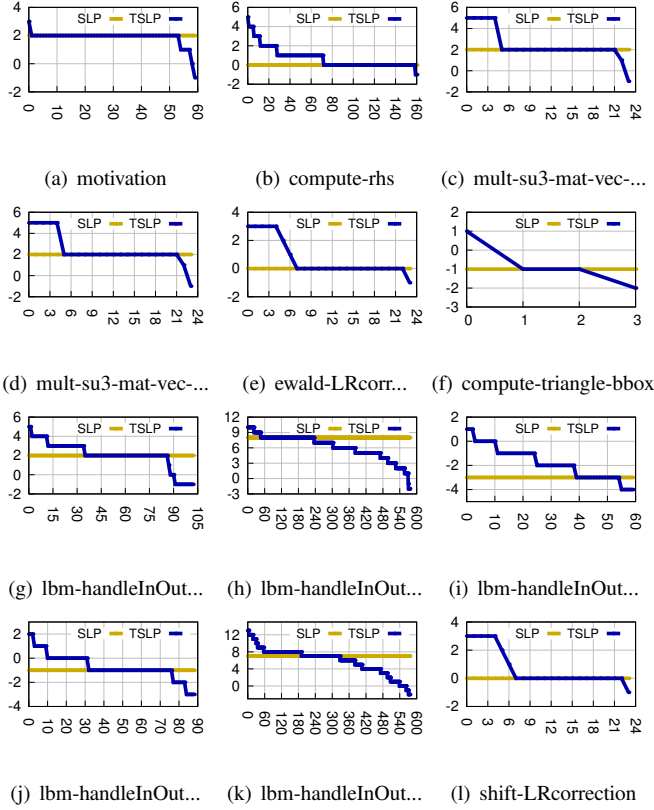 SLP TSLP
4
2
0
-2
0 10 20 30 40 50 60
(a) motivation
SLP TSLP
6
4
2
0
-2
0 20 40 60 80 100 120 140 160
(b) compute-rhs
SLP TSLP
6
4
2
0
-2
0 3 6 9 12 15 18 21 24
(c) mult-su3-mat-vec-...
SLP TSLP
6
4
2
0
-2
0 3 6 9 12 15 18 21 24
(d) mult-su3-mat-vec-...
SLP TSLP
4
2
0
-2
0 3 6 9 12 15 18 21 24
(e) ewald-LRcorr...
SLP TSLP
2
1
0
-1
-2
-3
0 1 2 3
(f) compute-triangle-bbox
SLP TSLP
6
4
2
0
-2
0 15 30 45 60 75 90 105
(g) lbm-handleInOut...
SLP TSLP
12
9
6
3
0
-3
0 60 120 180 240 300 360 420 480 540 600
(h) lbm-handleInOut...
SLP TSLP
2
0
-2
-4
0 10 20 30 40 50 60
(i) lbm-handleInOut...
SLP TSLP
2
0
-2
-4
0 10 20 30 40 50 60 70 80 90
(j) lbm-handleInOut...
SLP TSLP
12
8
4
0
0 60 120 180 240 300 360 420 480 540 600
(k) lbm-handleInOut...
SLP TSLP
4
2
0
-2
0 3 6 9 12 15 18 21 24
(l) shift-LRcorrection